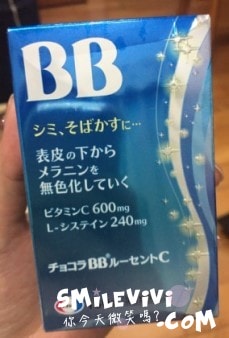 BB
シミ、そばかすに…
表皮の下から
メラニンを
無色化していく
ビタミンC 600mg
L-システイン 240mg
チョコラBBルーセントC
SMILEVIVI
你今天微笑嗎?
.COM